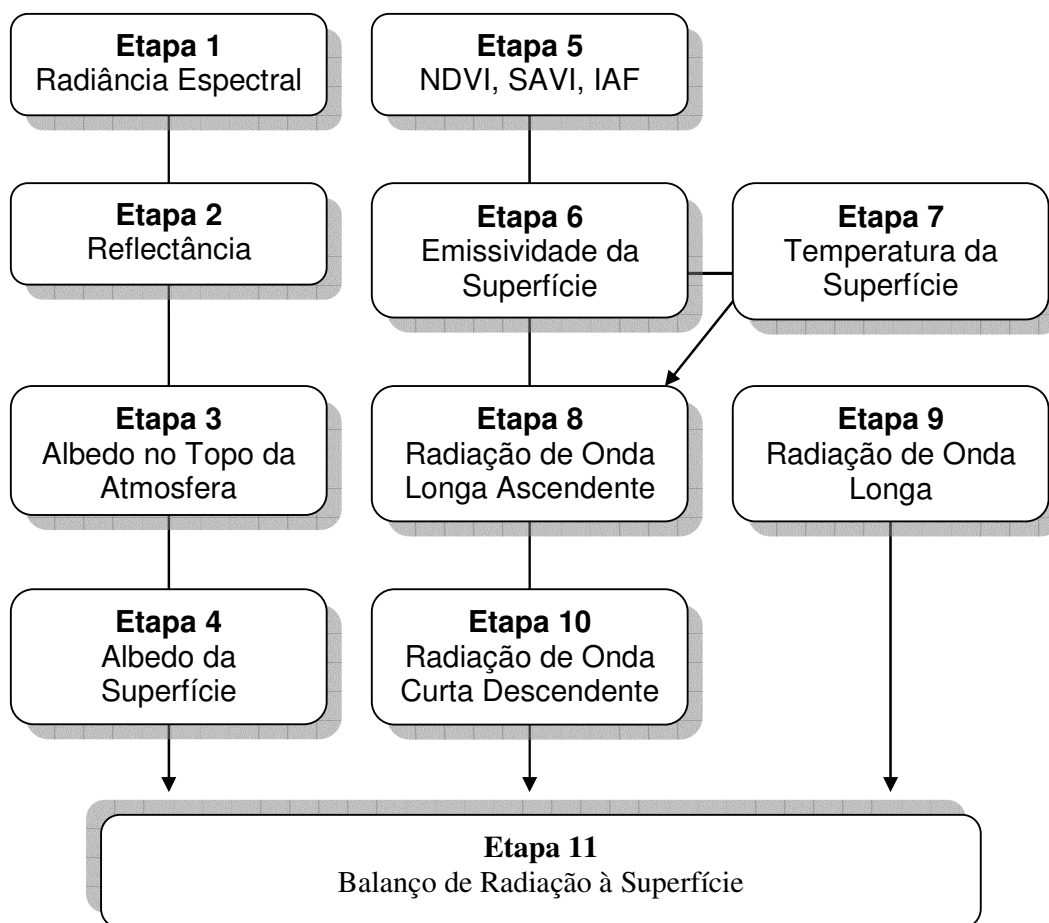 Etapa 1
Radiância Espectral
Etapa 5
NDVI, SAVI, IAF
Etapa 2
Reflectância
Etapa 6
Emissividade da
Superfície
Etapa 7
Temperatura da
Superfície
Etapa 3
Albedo no Topo da
Atmosfera
Etapa 8
Radiação de Onda
Longa Ascendente
Etapa 9
Radiação de Onda
Longa
Etapa 4
Albedo da
Superfície
Etapa 10
Radiação de Onda
Curta Descendente
Etapa 11
Balanço de Radiação à Superfície